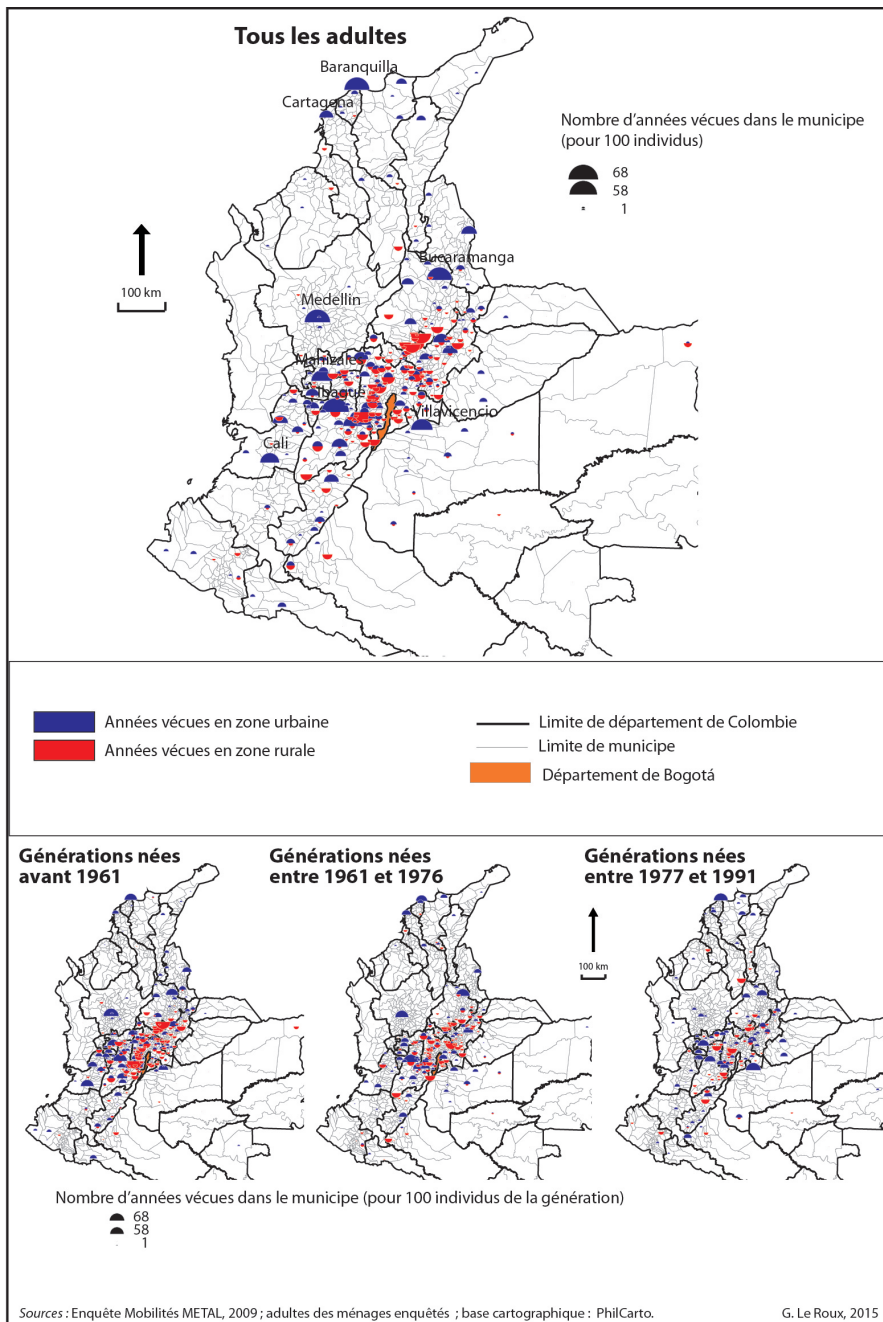 Tous les adultes
Baranquilla
Cartagena
Nombre d'années vécues dans le municipe
(pour 100 individus)
68
58
1
100 km
Bucaramanga
Medellin
Manizales
Ibagué
Villavicencio
Cali
Années vécues en zone urbaine
Années vécues en zone rurale
Limite de département de Colombie
Limite de municipe
Département de Bogotá
Générations nées
avant 1961
Générations nées
entre 1961 et 1976
Générations nées
entre 1977 et 1991
100 km
Nombre d'années vécues dans le municipe (pour 100 individus de la génération)
68
58
1
Sources : Enquête Mobilités METAL, 2009 ; adultes des ménages enquêtés ; base cartographique : PhilCarto.
G. Le Roux, 2015